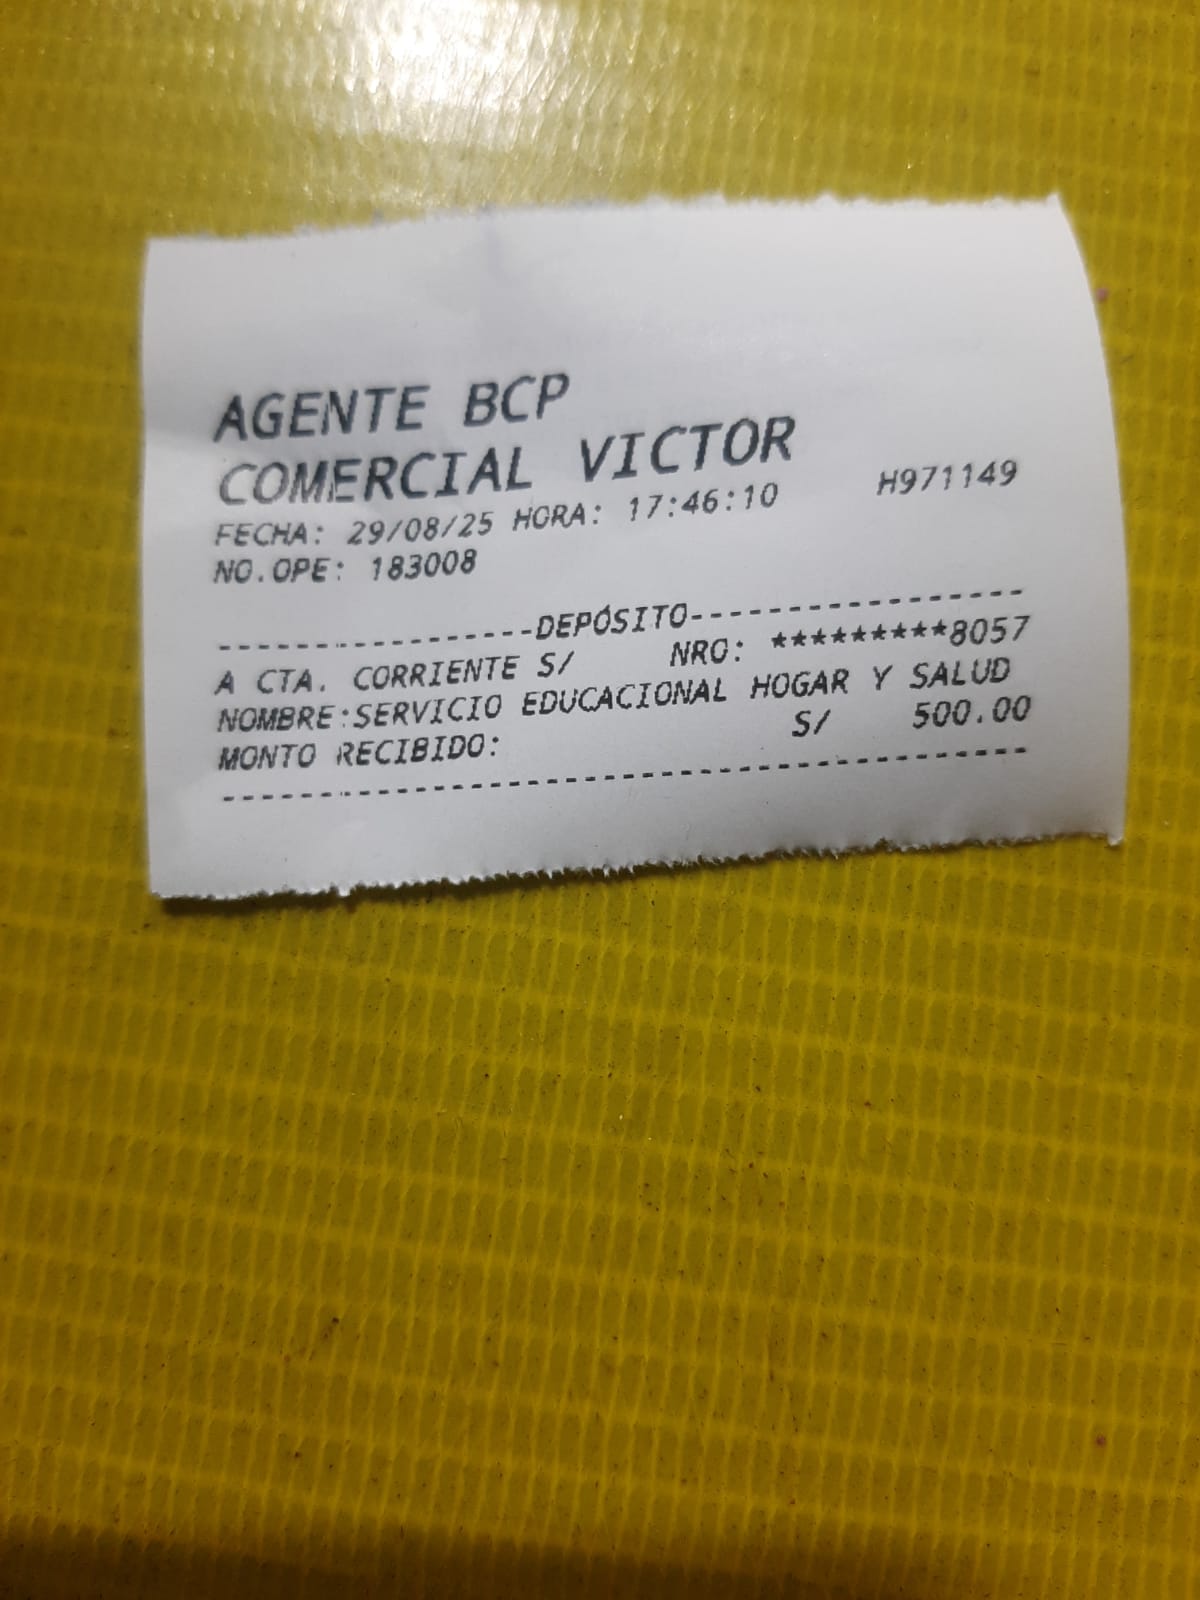 AGENTE BCP
COMERCIAL VICTOR
FECHA: 29/08/25 HORA: 17:46:10 H971149
NO.OPE: 183008
------------------DEPÓSITO-------------------
A CTA. CORRIENTE S/ NRO: *********8057
NOMBRE:SERVICIO EDUCACIONAL HOGAR Y SALUD
MONTO RECIBIDO: S/ 500.00
---------------------------------------------